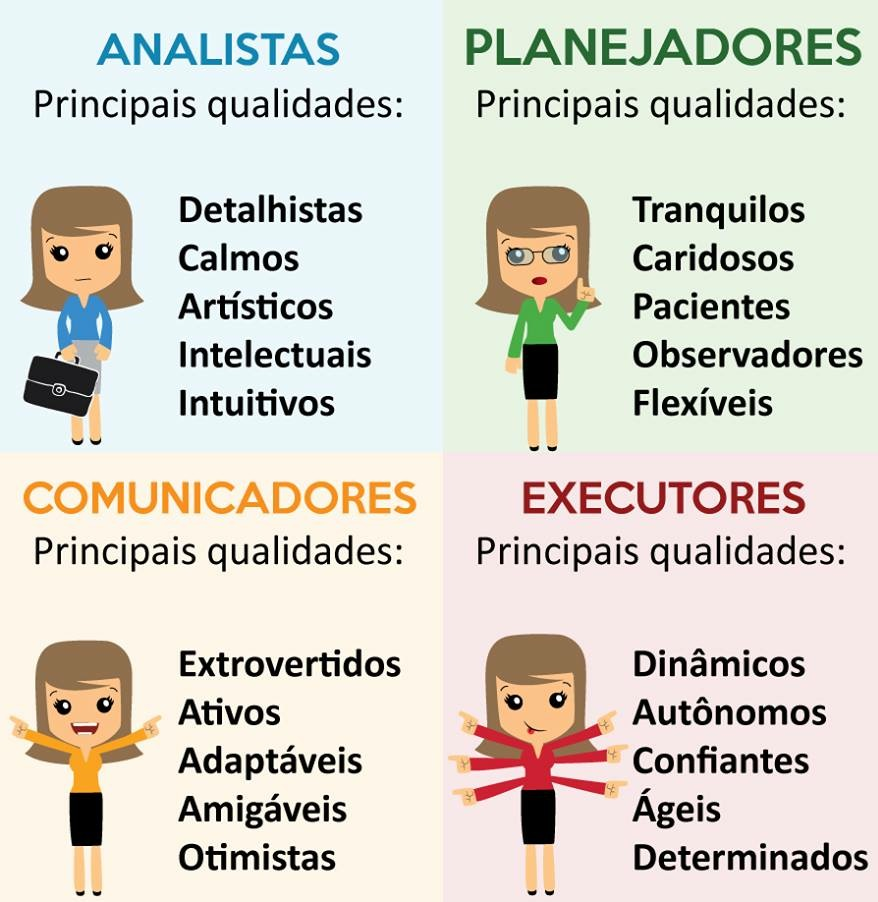 ANALISTAS
Principais qualidades:
Detalhistas
Calmos
Artísticos
Intelectuais
Intuitivos
PLANEJADORES
Principais qualidades:
Tranquilos
Caridosos
Pacientes
Observadores
Flexíveis
COMUNICADORES
Principais qualidades:
Extrovertidos
Ativos
Adaptáveis
Amigáveis
Otimistas
EXECUTORES
Principais qualidades:
Dinâmicos
Autônomos
Confiantes
Ágeis
Determinados